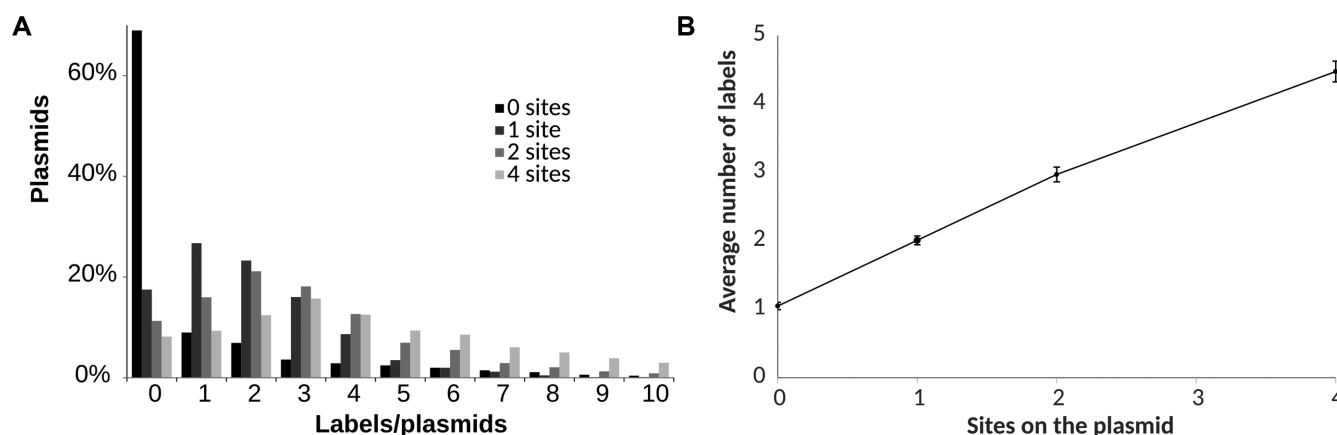 A
60%
40%
20%
0%
Plasmids
0 sites
1 site
2 sites
4 sites
0 1 2 3 4 5 6 7 8 9 10
Labels/plasmids
B
5
4
3
2
1
0
Average number of labels
0 1 2 3 4
Sites on the plasmid